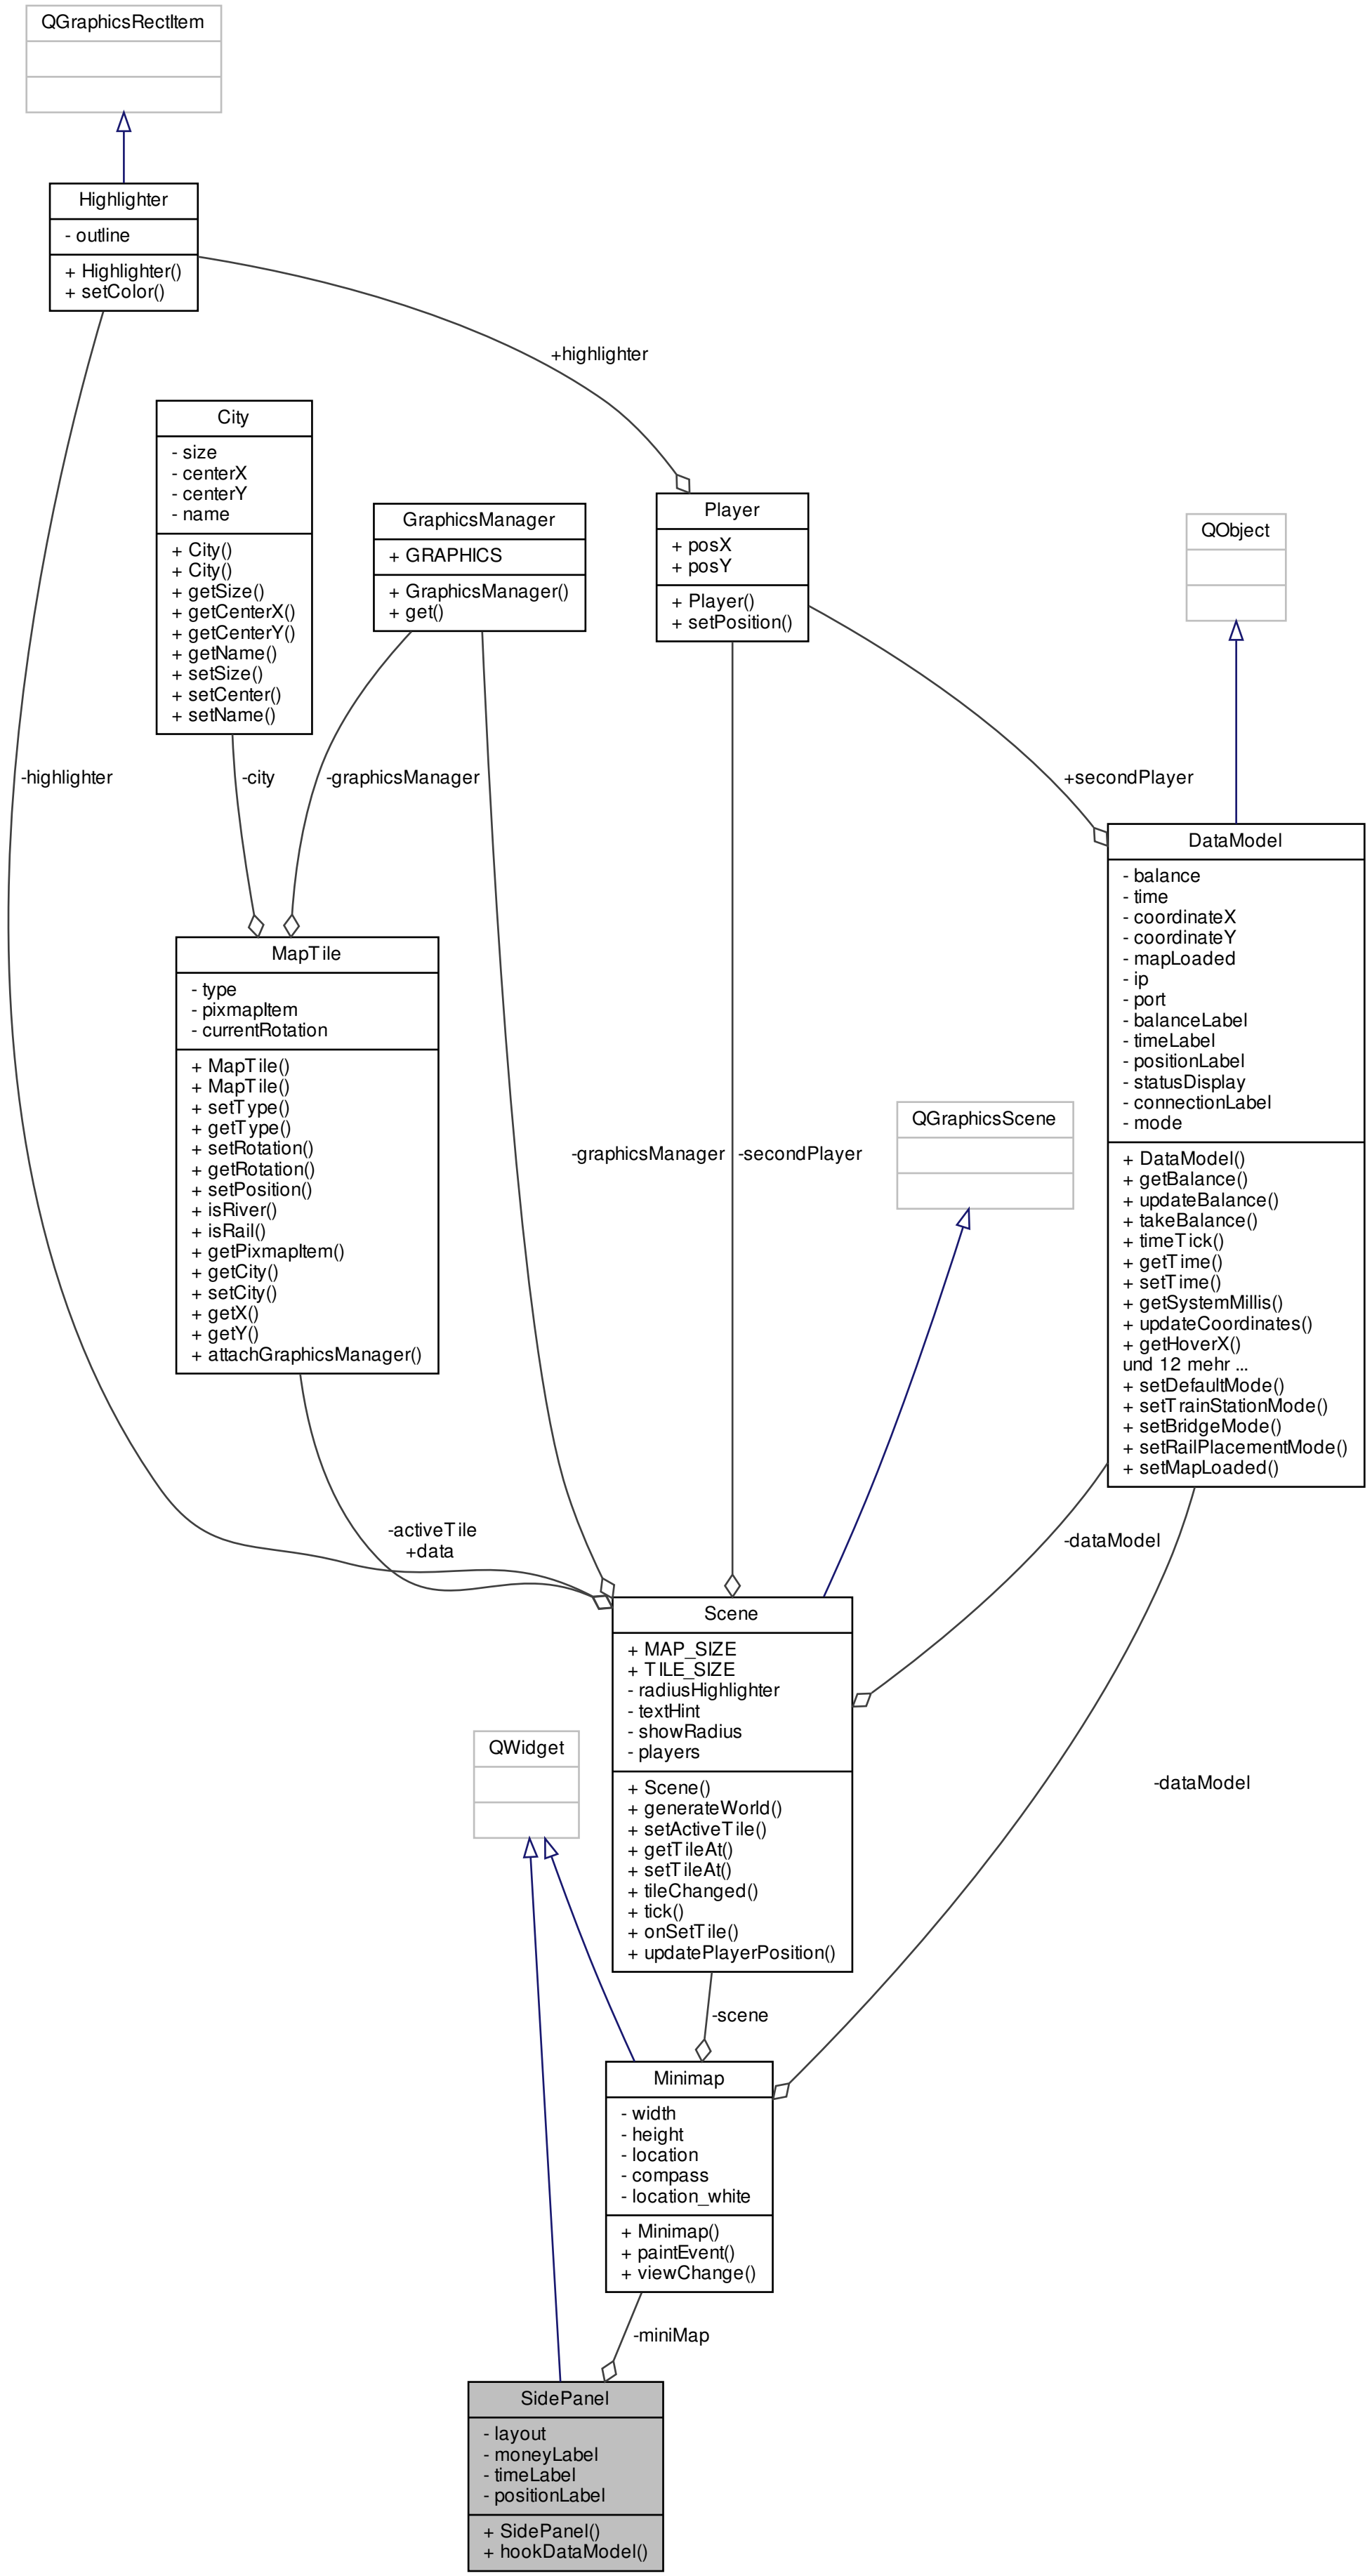 QGraphicsRectItem
Highlighter
- outline
+ Highlighter()
+ setColor()
+highlighter
City
- size
- centerX
- centerY
- name
+ City()
+ City()
+ getSize()
+ getCenterX()
+ getCenterY()
+ getName()
+ setSize()
+ setCenter()
+ setName()
GraphicsManager
+ GRAPHICS
+ GraphicsManager()
+ get()
Player
+ posX
+ posY
+ Player()
+ setPosition()
QObject
-highlighter
-city
-graphicsManager
+secondPlayer
DataModel
- balance
- time
- coordinateX
- coordinateY
- mapLoaded
- ip
- port
- balanceLabel
- timeLabel
- positionLabel
- statusDisplay
- connectionLabel
- mode
+ DataModel()
+ getBalance()
+ updateBalance()
+ takeBalance()
+ timeTick()
+ getTime()
+ setTime()
+ getSystemMillis()
+ updateCoordinates()
+ getHoverX()
und 12 mehr ...
+ setDefaultMode()
+ setTrainStationMode()
+ setBridgeMode()
+ setRailPlacementMode()
+ setMapLoaded()
MapTile
- type
- pixmapItem
- currentRotation
+ MapTile()
+ MapTile()
+ setType()
+ getType()
+ setRotation()
+ getRotation()
+ setPosition()
+ isRiver()
+ isRail()
+ getPixmapItem()
+ getCity()
+ setCity()
+ getX()
+ getY()
+ attachGraphicsManager()
-graphicsManager
-secondPlayer
QGraphicsScene
-activeTile
+data
-dataModel
Scene
+ MAP_SIZE
+ TILE_SIZE
- radiusHighlighter
- textHint
- showRadius
- players
+ Scene()
+ generateWorld()
+ setActiveTile()
+ getTileAt()
+ setTileAt()
+ tileChanged()
+ tick()
+ onSetTile()
+ updatePlayerPosition()
QWidget
-dataModel
-scene
Minimap
- width
- height
- location
- compass
- location_white
+ Minimap()
+ paintEvent()
+ viewChange()
-miniMap
SidePanel
- layout
- moneyLabel
- timeLabel
- positionLabel
+ SidePanel()
+ hookDataModel()